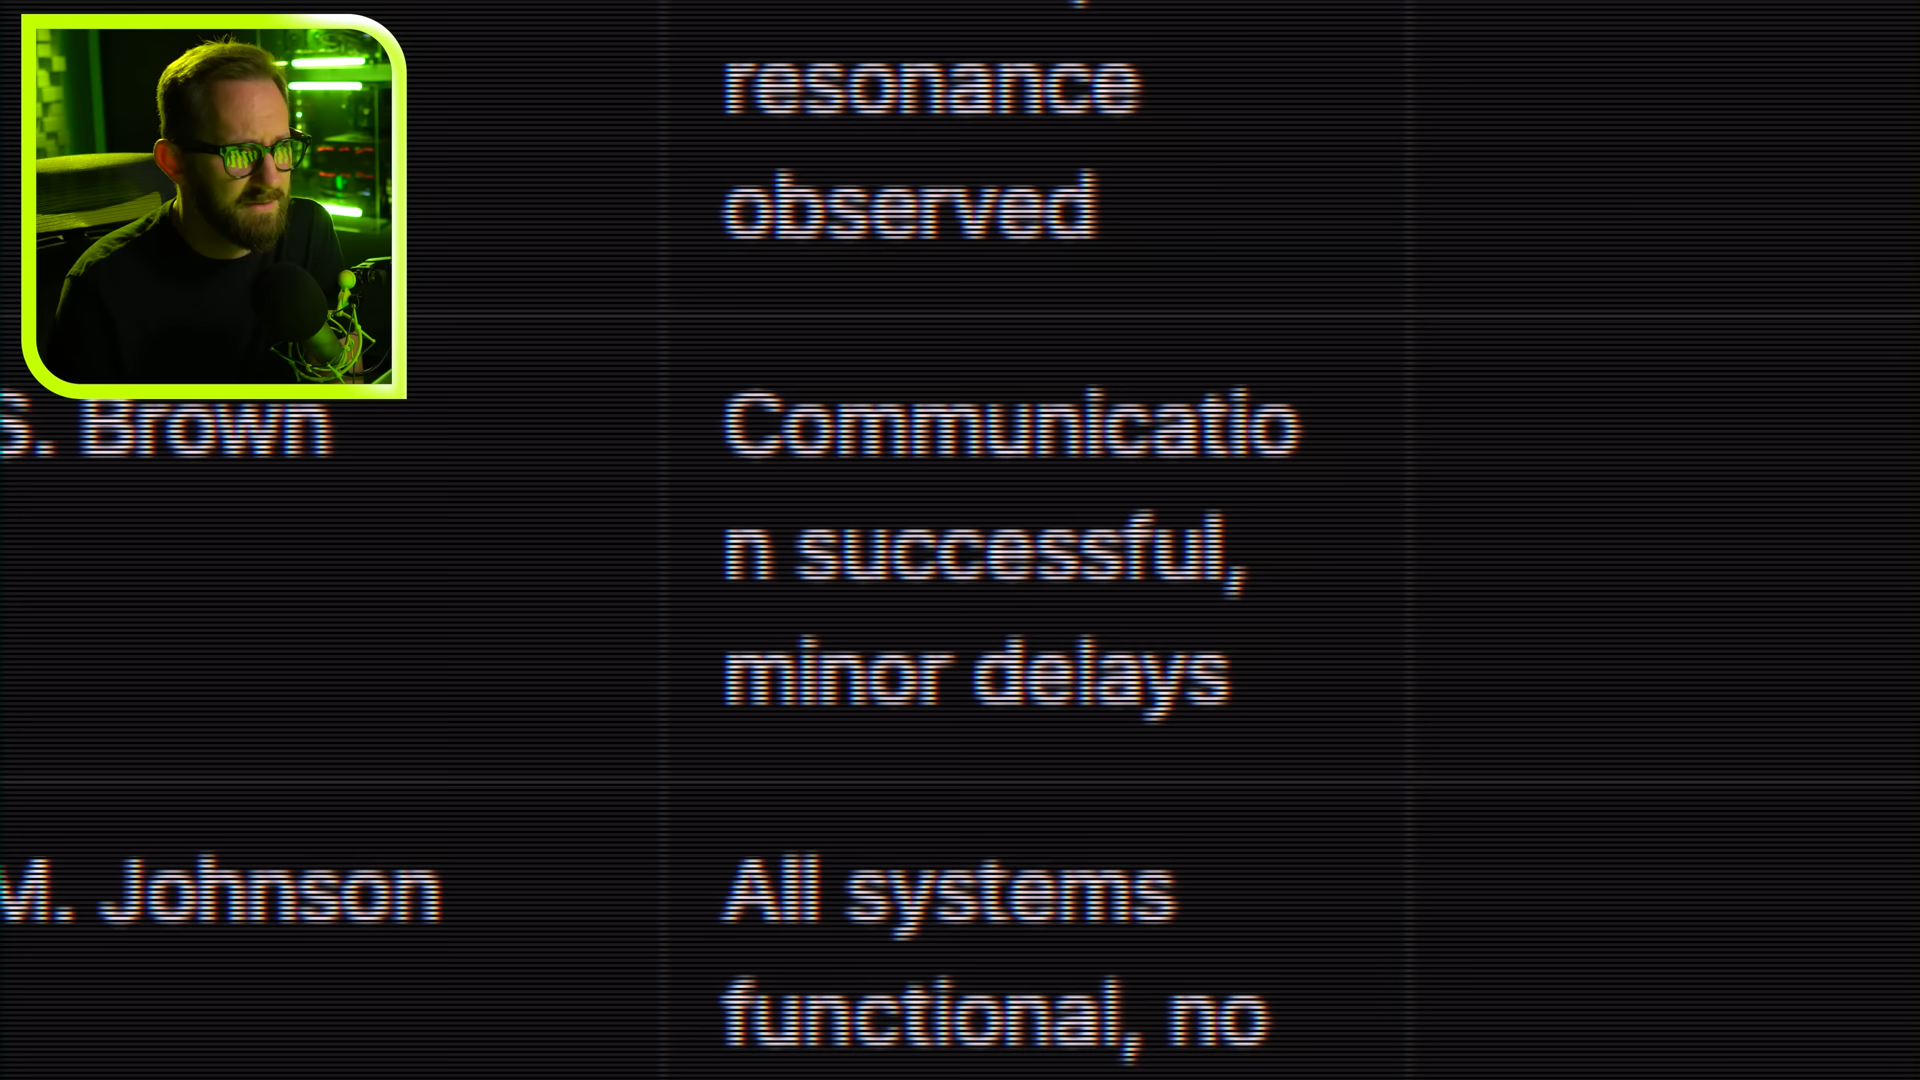 resonance
observed
S. Brown
Communicatio
n successful,
minor delays
M. Johnson
All systems
functional, no